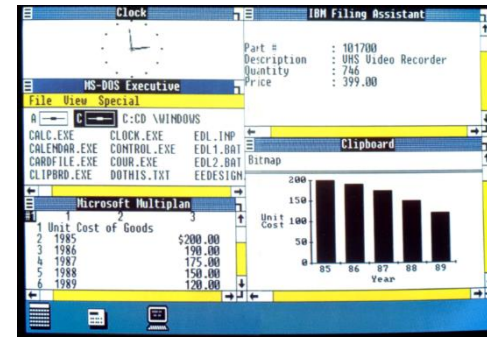 Clock
MS-DOS Executive
File View Special
A C C:CD \WINDOWS
CALC.EXE CLOCK.EXE EDL.INP
CALENDAR.EXE CONTROL.EXE EDL1.BAT
CARDFILE.EXE COUR.EXE EDL2.BAT
CLIPBRD.EXE DOTHIS.TXT EEDESIGN.
Microsoft Multiplan
#1 1 2 3
1 Unit Cost of Goods
2 1985 $200.00
3 1986 190.00
4 1987 175.00
5 1988 150.00
6 1989 120.00
IBM Filing Assistant
Part # : 101700
Description : VHS Video Recorder
Quantity : 746
Price : 399.00
Clipboard
Bitmap
Unit
Cost
200
150
100
50
0
85 86 87 88 89
Year